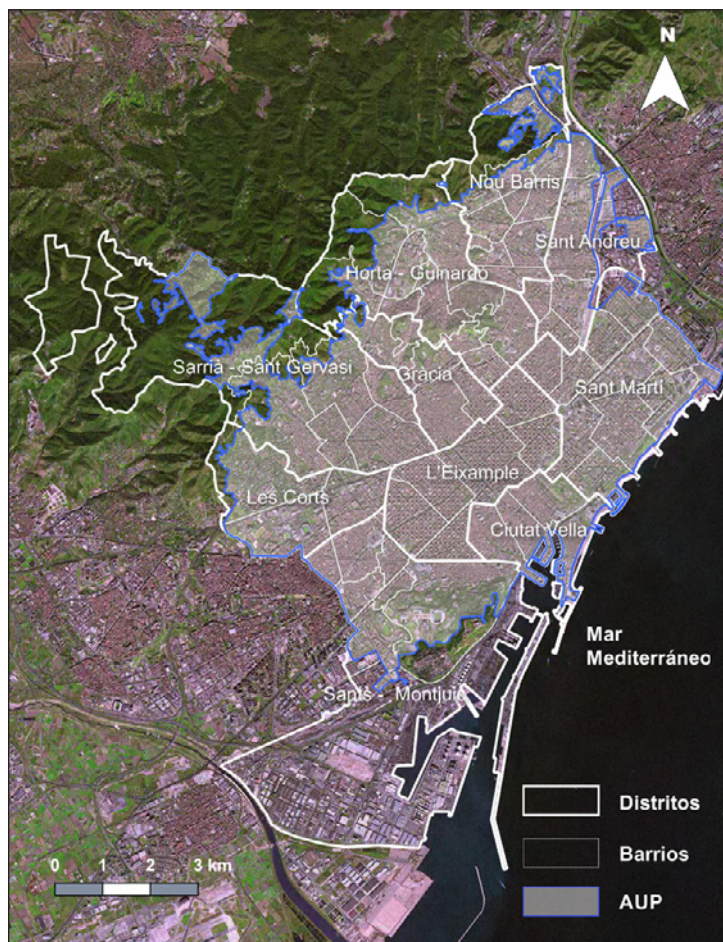 N
Nou Barris
Sant Andreu
Horta - Guinardó
Sarrià - Sant Gervasi
Gràcia
Sant Martí
L'Eixample
Les Corts
Ciutat Vella
Mar
Mediterráneo
Sants - Montjuïc
Distritos
Barrios
0 1 2 3 km
AUP